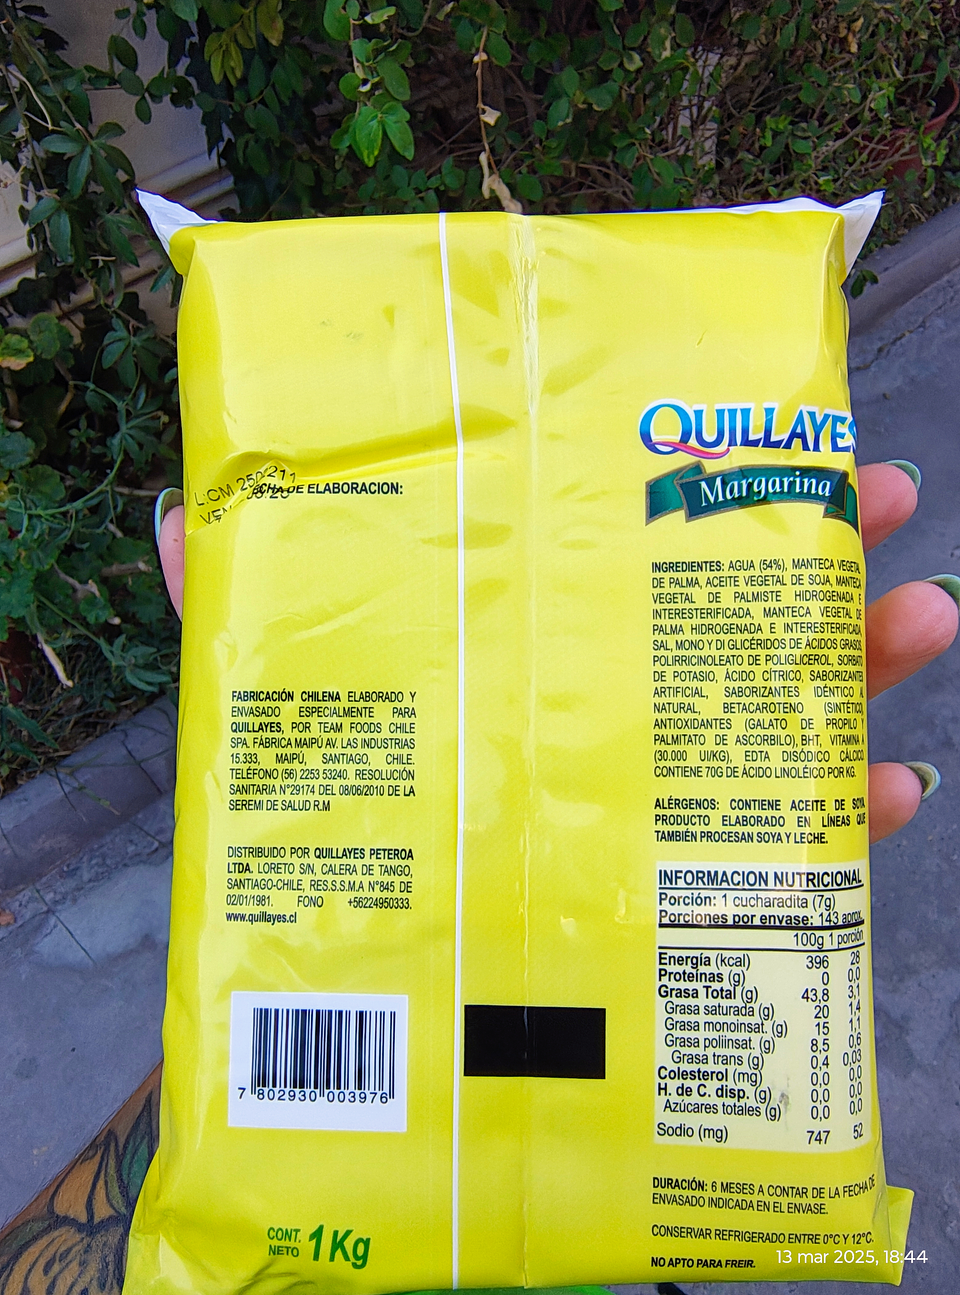 L:CM 250211
VEN
FECHA DE ELABORACION:
FABRICACIÓN CHILENA ELABORADO Y
ENVASADO ESPECIALMENTE PARA
QUILLAYES, POR TEAM FOODS CHILE
SPA. FÁBRICA MAIPÚ AV. LAS INDUSTRIAS
15.333, MAIPÚ, SANTIAGO, CHILE.
TELÉFONO (56) 2253 53240. RESOLUCIÓN
SANITARIA N°29174 DEL 08/06/2010 DE LA
SEREMI DE SALUD R.M
DISTRIBUIDO POR QUILLAYES PETEROA
LTDA. LORETO S/N, CALERA DE TANGO,
SANTIAGO-CHILE, RES.S.S.M.A N°845 DE
02/01/1981. FONO +56224950333.
www.quillayes.cl
7 802930 003976
CONT.
NETO 1Kg
QUILLAYES
Margarina
INGREDIENTES: AGUA (54%), MANTECA VEGETAL
DE PALMA, ACEITE VEGETAL DE SOJA, MANTECA
VEGETAL DE PALMISTE HIDROGENADA E
INTERESTERIFICADA, MANTECA VEGETAL DE
PALMA HIDROGENADA E INTERESTERIFICADA,
SAL, MONO Y DI GLICÉRIDOS DE ÁCIDOS GRASOS,
POLIRRICINOLEATO DE POLIGLICEROL, SORBATO
DE POTASIO, ÁCIDO CÍTRICO, SABORIZANTES
ARTIFICIAL, SABORIZANTES IDÉNTICO AL
NATURAL, BETACAROTENO (SINTÉTICO),
ANTIOXIDANTES (GALATO DE PROPILO Y
PALMITATO DE ASCORBILO), BHT, VITAMINA A
(30.000 UI/KG), EDTA DISÓDICO CÁLCICO.
CONTIENE 70G DE ÁCIDO LINOLÉICO POR KG.
ALÉRGENOS: CONTIENE ACEITE DE SOYA.
PRODUCTO ELABORADO EN LÍNEAS QUE
TAMBIÉN PROCESAN SOYA Y LECHE.
INFORMACION NUTRICIONAL
Porción: 1 cucharadita (7g)
Porciones por envase: 143 aprox.
100g 1 porción
Energía (kcal) 396 28
Proteínas (g) 0 0,0
Grasa Total (g) 43,8 3,1
Grasa saturada (g) 20 1,4
Grasa monoinsat. (g) 15 1,1
Grasa poliinsat. (g) 8,5 0,6
Grasa trans (g) 0,4 0,03
Colesterol (mg) 0,0 0,0
H. de C. disp. (g) 0,0 0,0
Azúcares totales (g) 0,0 0,0
Sodio (mg) 747 52
DURACIÓN: 6 MESES A CONTAR DE LA FECHA DE
ENVASADO INDICADA EN EL ENVASE.
CONSERVAR REFRIGERADO ENTRE 0°C Y 12°C.
NO APTO PARA FREIR.
13 mar 2025, 18:44